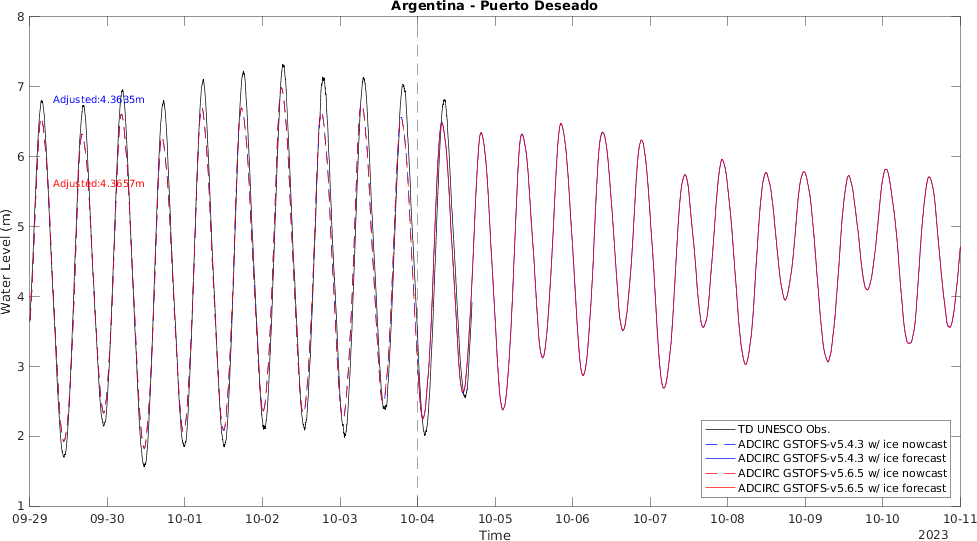 Argentina - Puerto Deseado
8
7
6
5
4
3
2
1
Water Level (m)
Adjusted:4.3635m
Adjusted:4.3657m
TD UNESCO Obs.
ADCIRC GSTOFS-v5.4.3 w/ ice nowcast
ADCIRC GSTOFS-v5.4.3 w/ ice forecast
ADCIRC GSTOFS-v5.6.5 w/ ice nowcast
ADCIRC GSTOFS-v5.6.5 w/ ice forecast
09-29 09-30 10-01 10-02 10-03 10-04 10-05 10-06 10-07 10-08 10-09 10-10 10-11
Time
2023